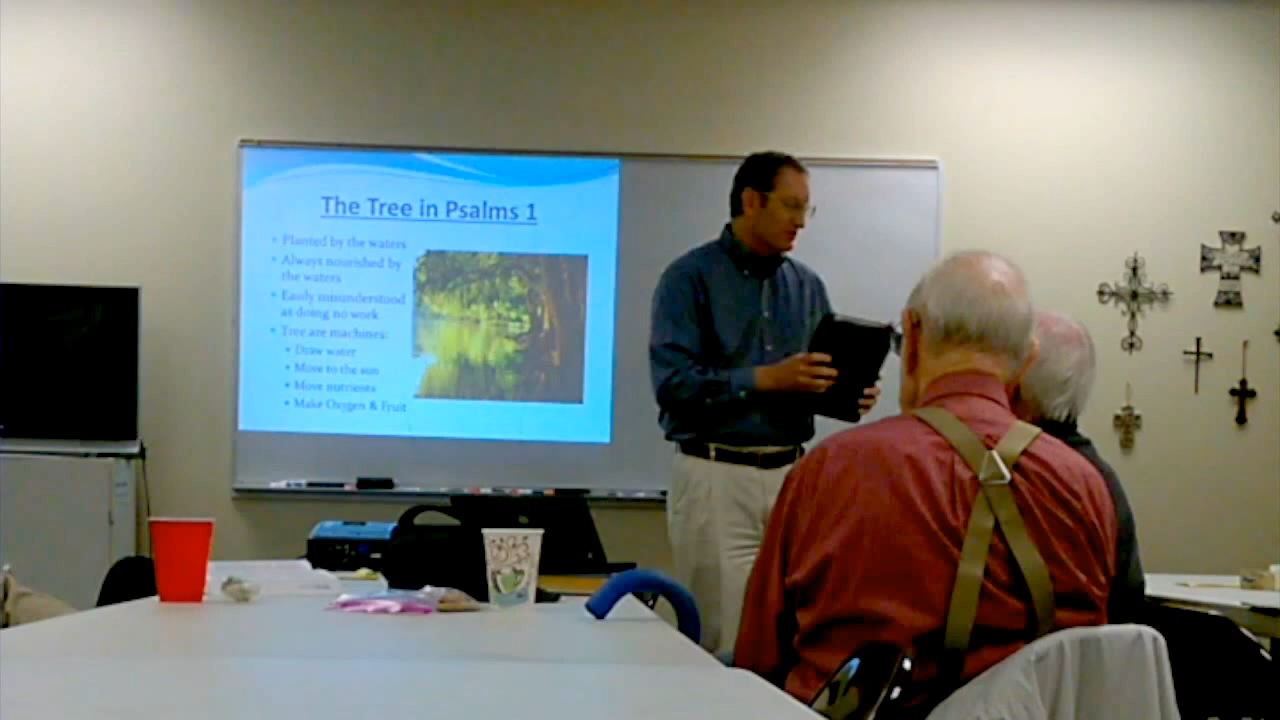 The Tree in Psalms 1
• Planted by the waters
• Always nourished by
the waters
• Easily misunderstood
as doing no work
• Tree are machines:
• Draw water
• Move to the sun
• Move nutrients
• Make Oxygen & Fruit